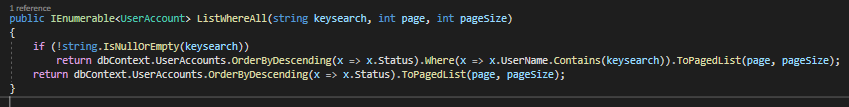 1 reference
public IEnumerable<UserAccount> ListWhereAll(string keysearch, int page, int pageSize)
{
if (!string.IsNullOrEmpty(keysearch))
return dbContext.UserAccounts.OrderByDescending(x => x.Status).Where(x => x.UserName.Contains(keysearch)).ToPagedList(page, pageSize);
return dbContext.UserAccounts.OrderByDescending(x => x.Status).ToPagedList(page, pageSize);
}